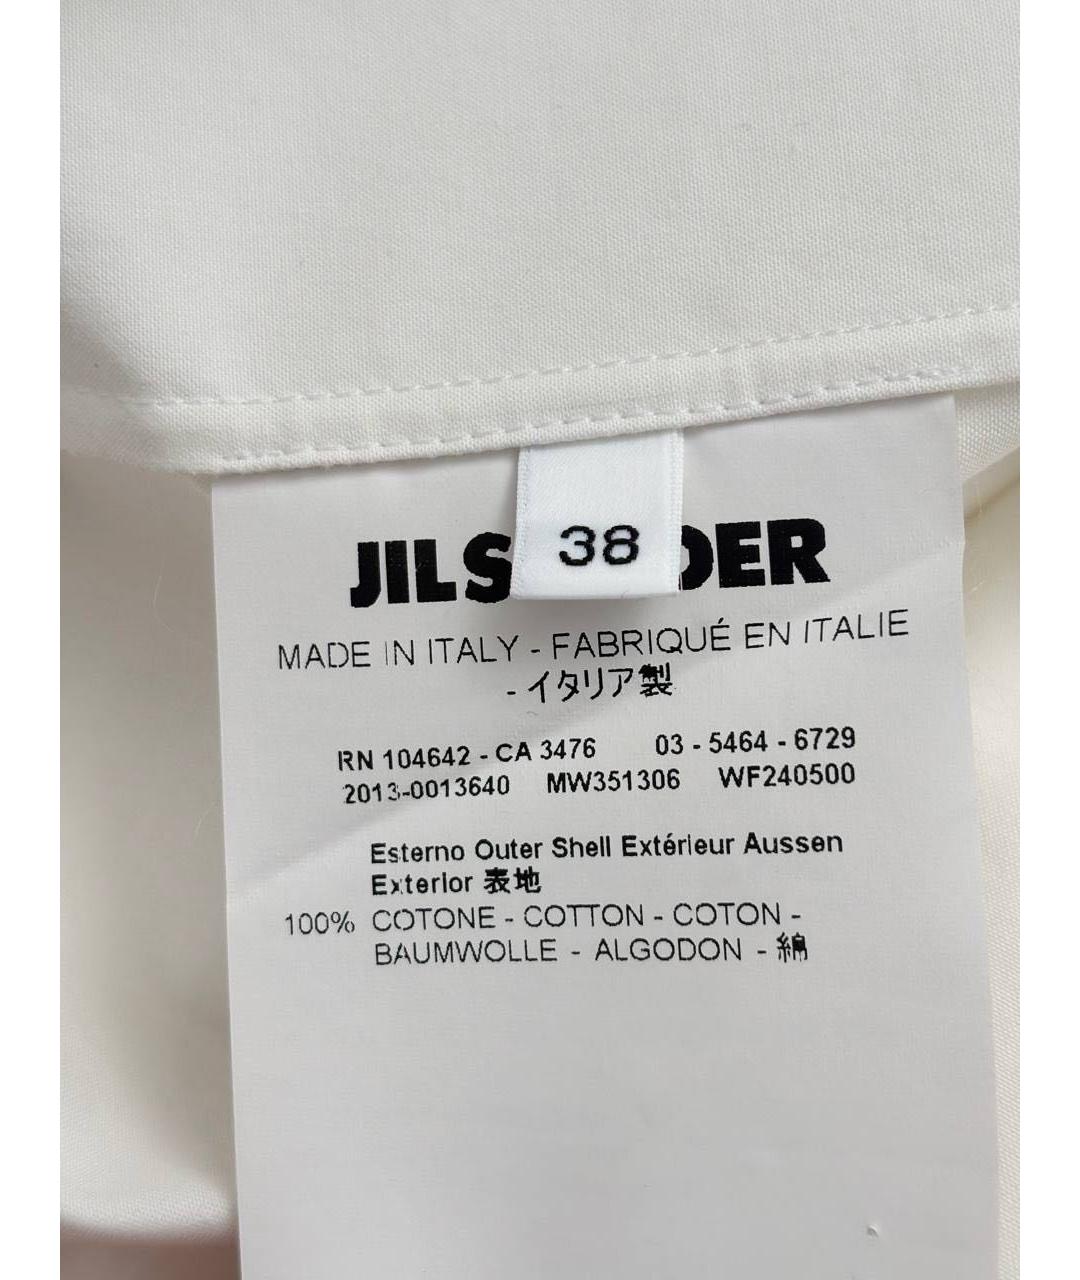 JIL S DER
38
MADE IN ITALY - FABRIQUÉ EN ITALIE
- イタリア製
RN 104642 - CA 3476 03 - 5464 - 6729
2013-0013640 MW351306 WF240500
Esterno Outer Shell Extérieur Aussen
Exterior 表地
100% COTONE - COTTON - COTON -
BAUMWOLLE - ALGODON - 綿